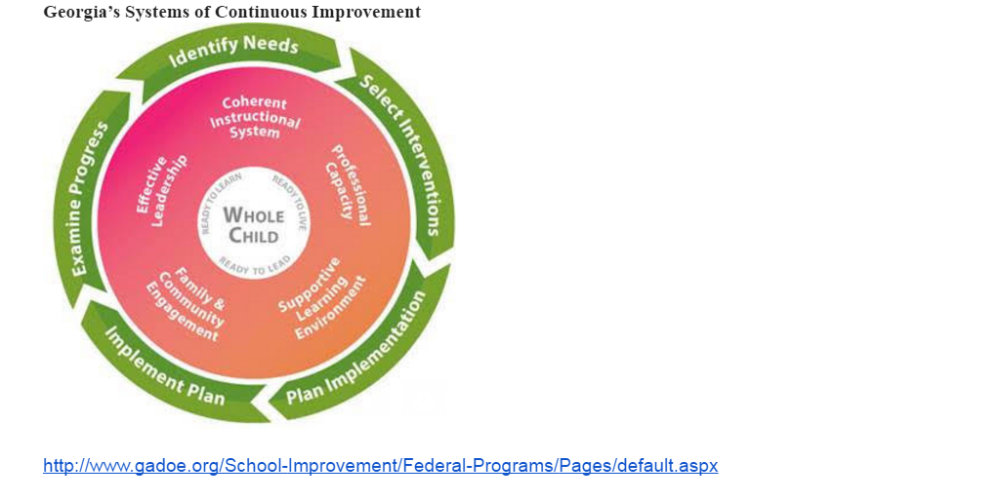 Georgia’s Systems of Continuous Improvement
Identify Needs
Select Interventions
Plan Implementation
Implement Plan
Examine Progress
Coherent
Instructional
System
Professional
Capacity
Supportive
Learning
Environment
Family &
Community
Engagement
Effective
Leadership
READY TO LEARN
READY TO LIVE
READY TO LEAD
WHOLE
CHILD
http://www.gadoe.org/School-Improvement/Federal-Programs/Pages/default.aspx